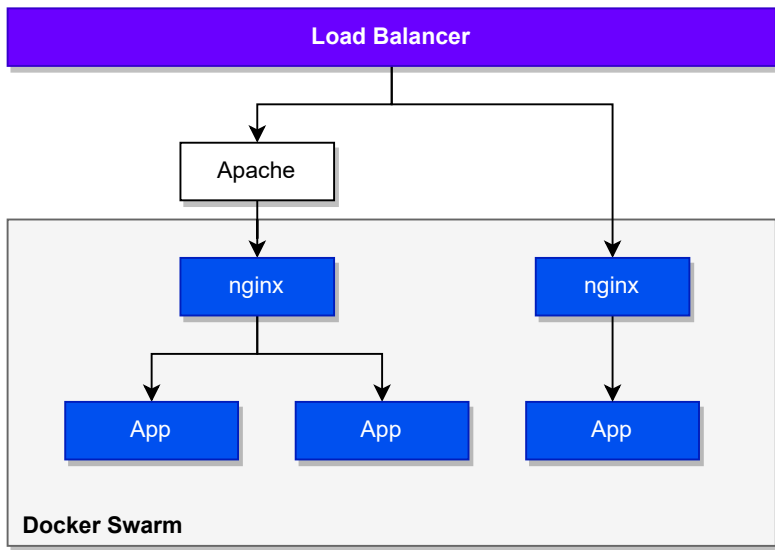 Load Balancer
Apache
nginx
nginx
App
App
App
Docker Swarm